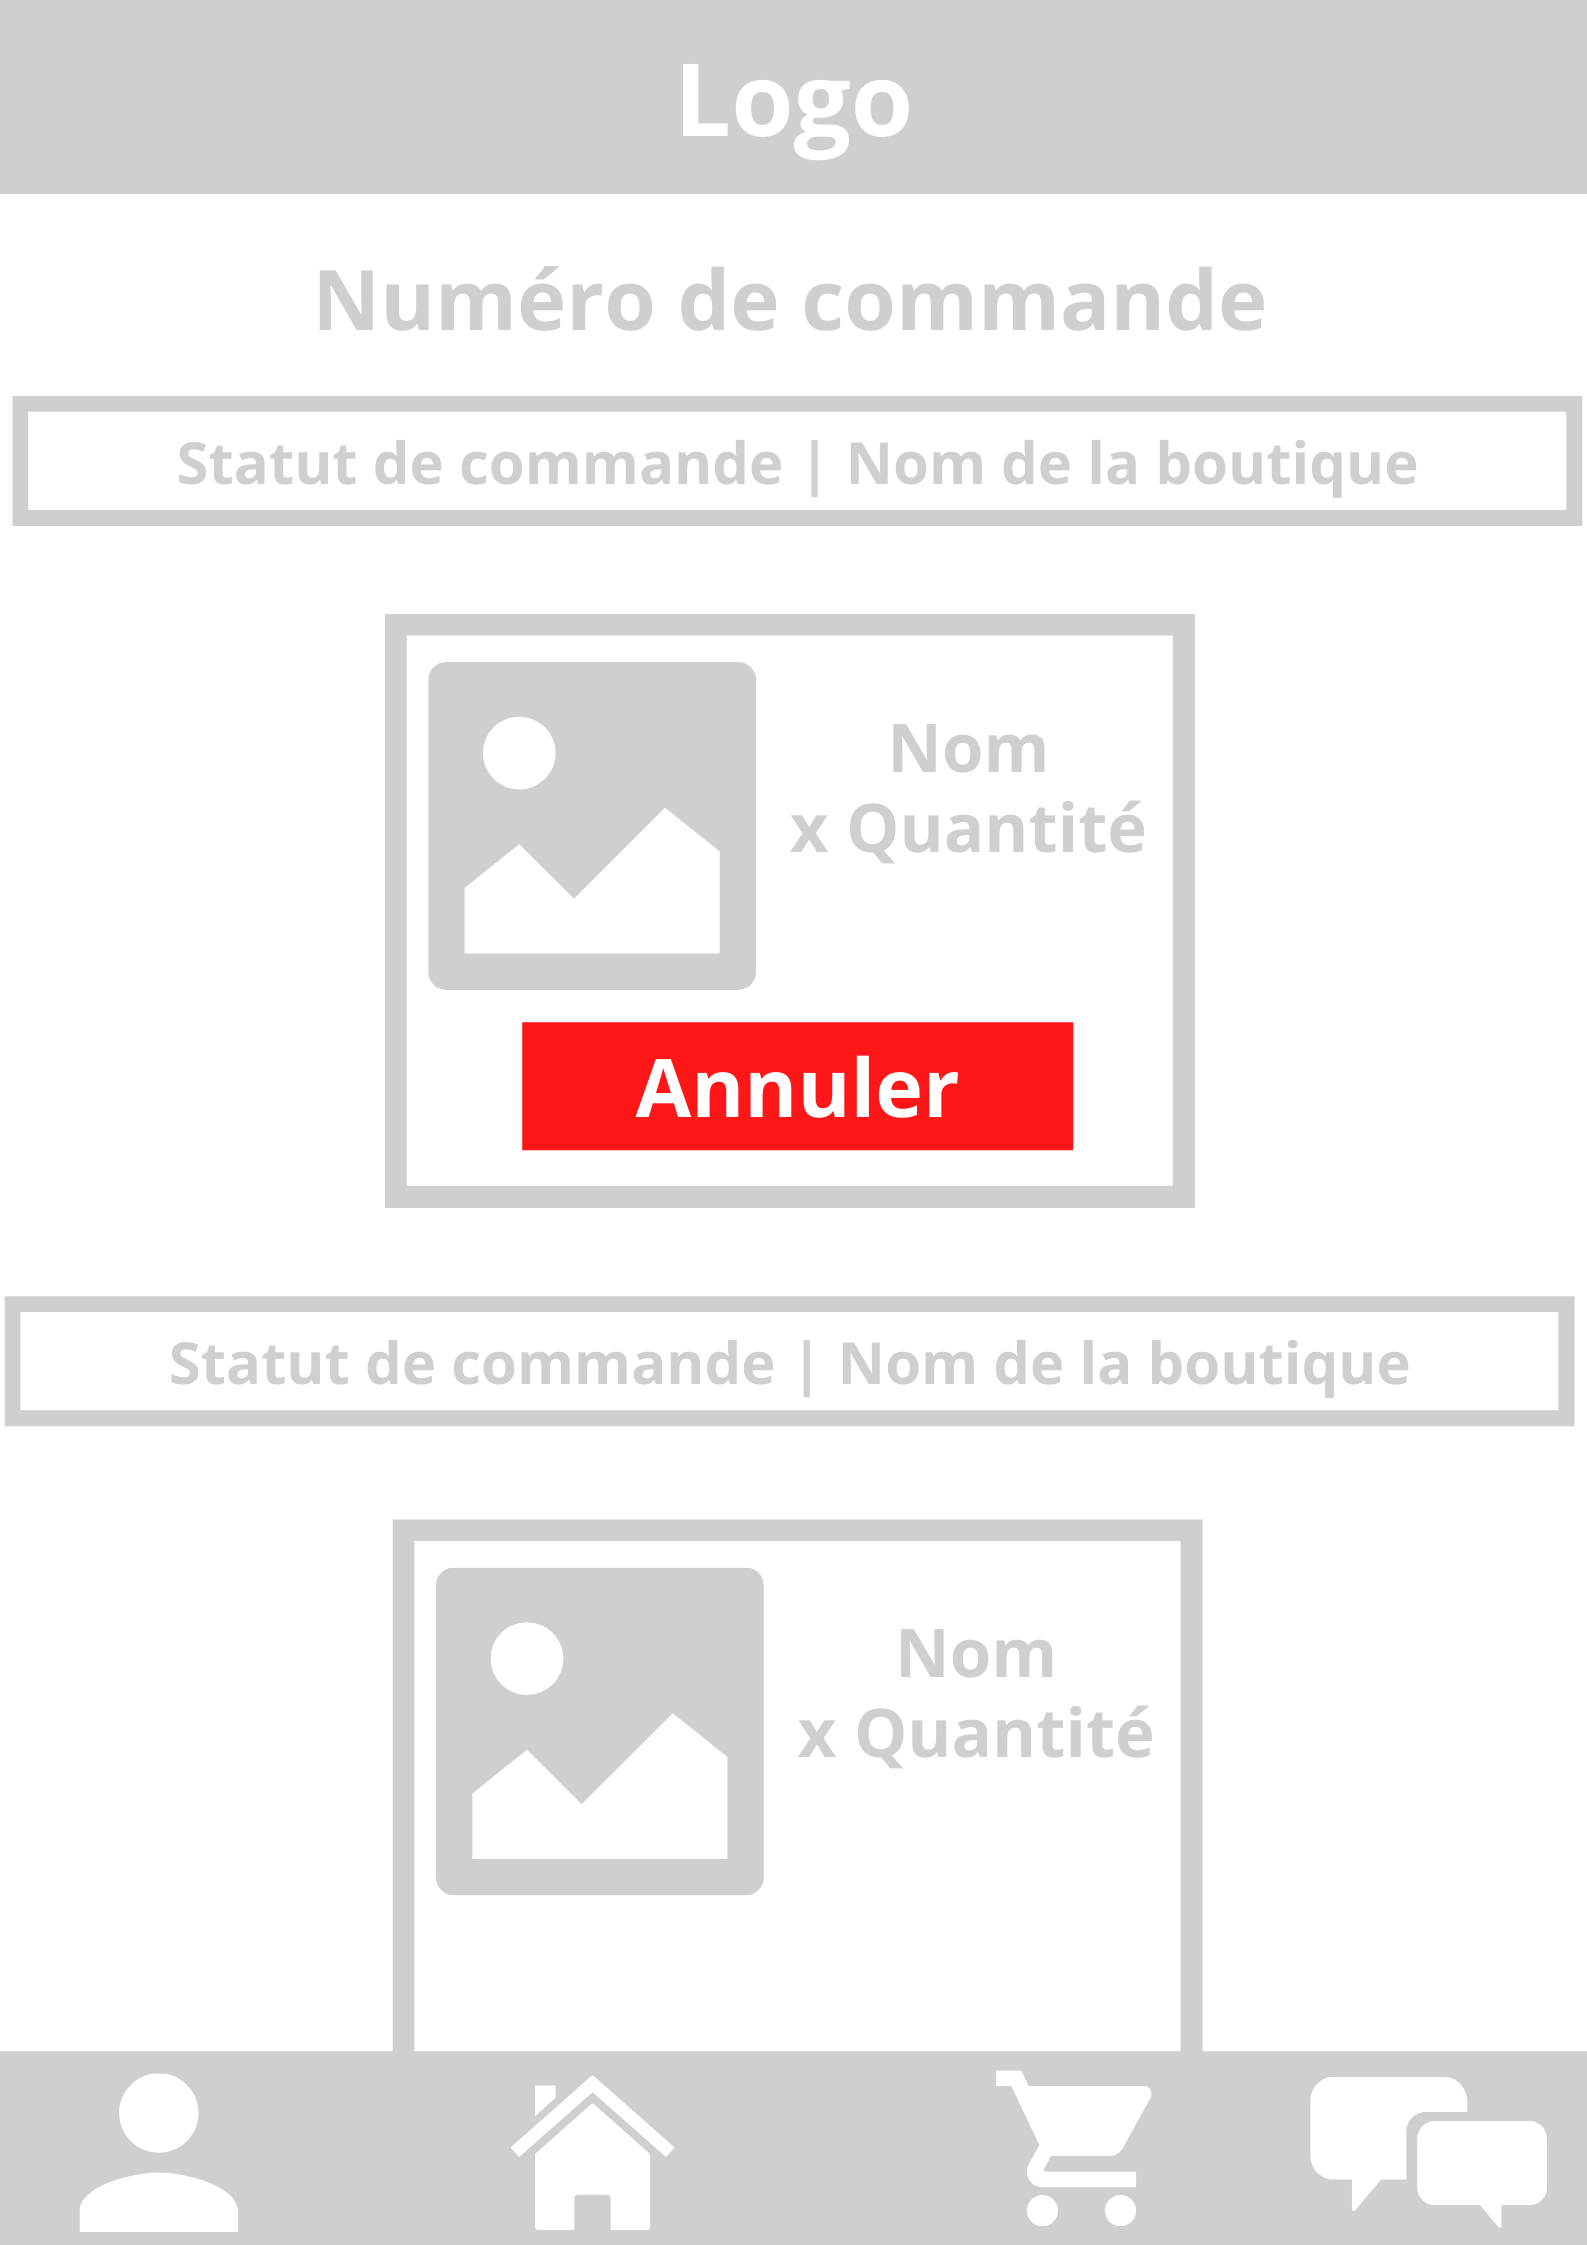 Logo
Numéro de commande
Statut de commande | Nom de la boutique
Nom
x Quantité
Annuler
Statut de commande | Nom de la boutique
Nom
x Quantité